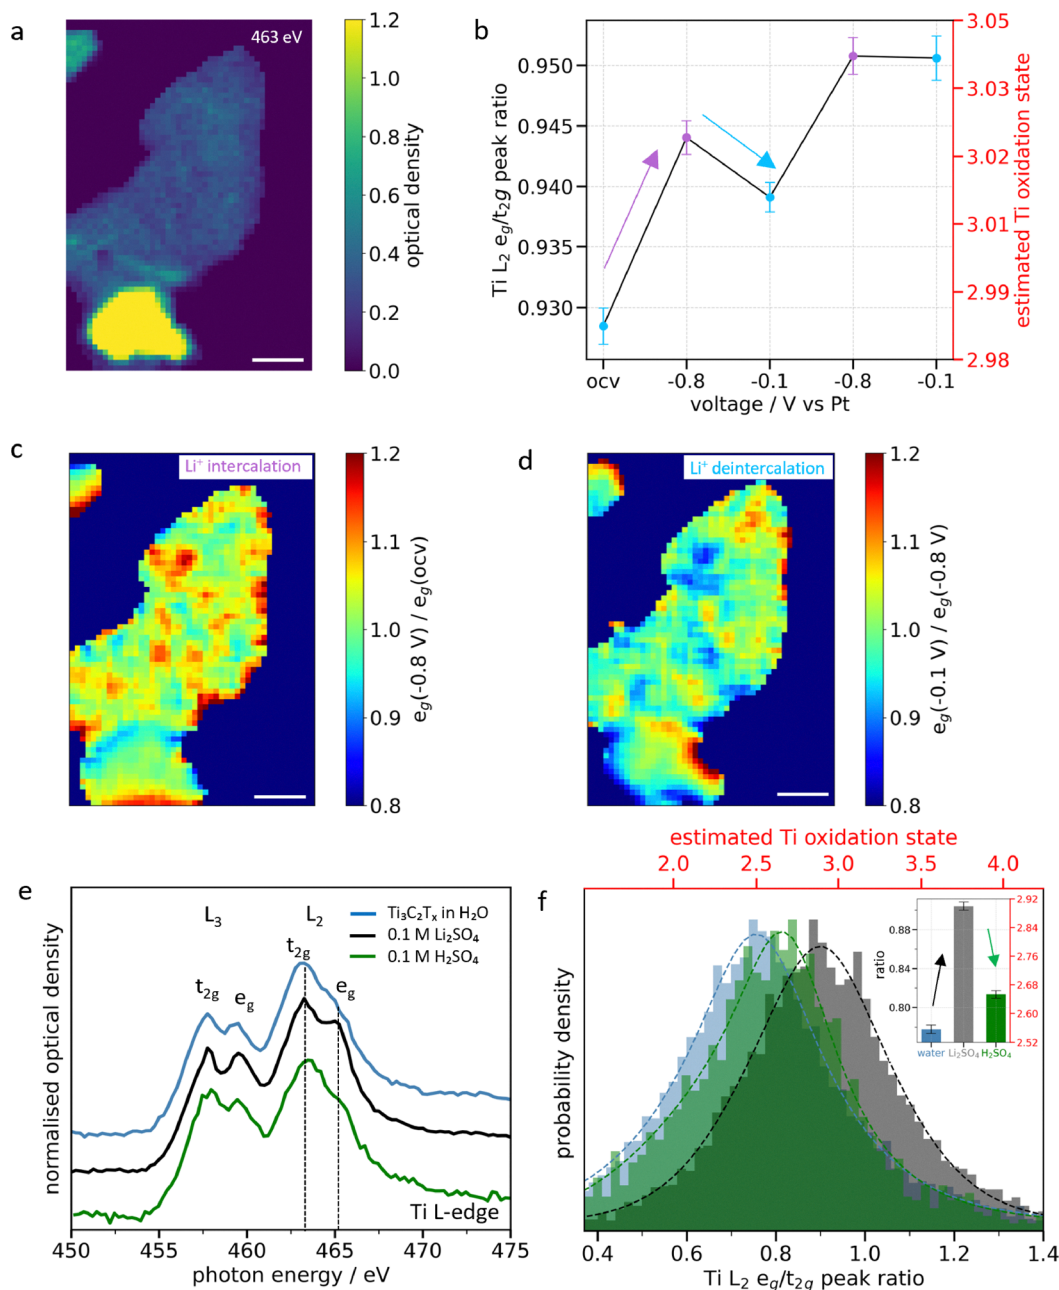 a
463 eV
1.2
1.0
0.8
0.6
0.4
0.2
0.0
optical density
b
Ti L₂ e_g/t₂g peak ratio
0.950
0.945
0.940
0.935
0.930
3.05
3.03
3.02
3.01
2.99
2.98
estimated Ti oxidation state
ocv -0.8 -0.1 -0.8 -0.1
voltage / V vs Pt
c
Li⁺ intercalation
1.2
1.1
1.0
0.9
0.8
e_g(-0.8 V) / e_g(ocv)
d
Li⁺ deintercalation
1.2
1.1
1.0
0.9
0.8
e_g(-0.1 V) / e_g(-0.8 V)
e
normalised optical density
L₃
L₂
Ti₃C₂Tₓ in H₂O
0.1 M Li₂SO₄
0.1 M H₂SO₄
t₂g
e_g
t₂g
e_g
Ti L-edge
450 455 460 465 470 475
photon energy / eV
f
estimated Ti oxidation state
2.0 2.5 3.0 3.5 4.0
probability density
ratio
0.88
0.84
0.80
2.92
2.84
2.76
2.68
2.60
2.52
water Li₂SO₄ H₂SO₄
0.4 0.6 0.8 1.0 1.2 1.4
Ti L₂ e_g/t₂g peak ratio